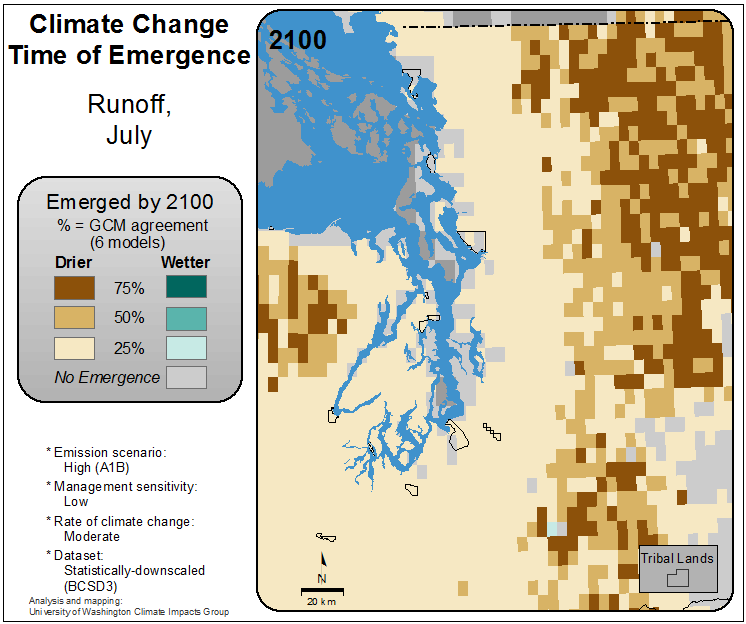 Climate Change
Time of Emergence
Runoff,
July
Emerged by 2100
% = GCM agreement
(6 models)
Drier Wetter
75%
50%
25%
No Emergence
* Emission scenario:
High (A1B)
* Management sensitivity:
Low
* Rate of climate change:
Moderate
* Dataset:
Statistically-downscaled
(BCSD3)
Analysis and mapping:
University of Washington Climate Impacts Group
2100
N
20 km
Tribal Lands